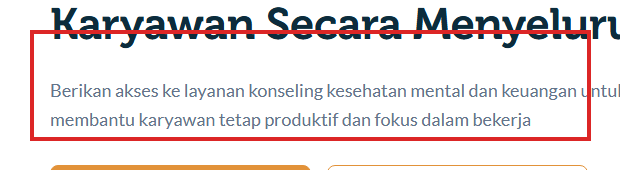 Karyawan Secara Menyeluru
Berikan akses ke layanan konseling kesehatan mental dan keuangan untuk
membantu karyawan tetap produktif dan fokus dalam bekerja